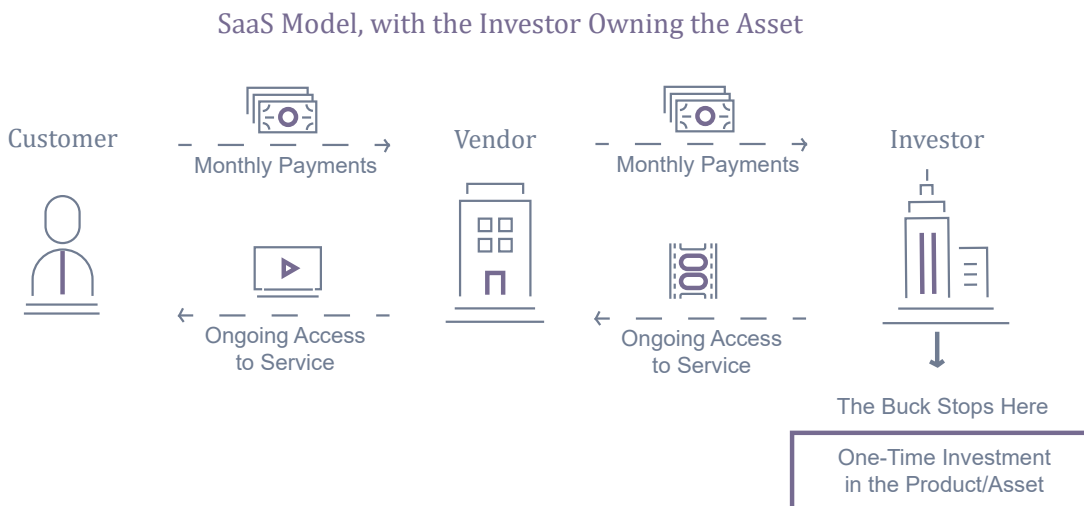 SaaS Model, with the Investor Owning the Asset
Customer
Monthly Payments
Vendor
Monthly Payments
Investor
Ongoing Access
to Service
Ongoing Access
to Service
The Buck Stops Here
One-Time Investment
in the Product/Asset